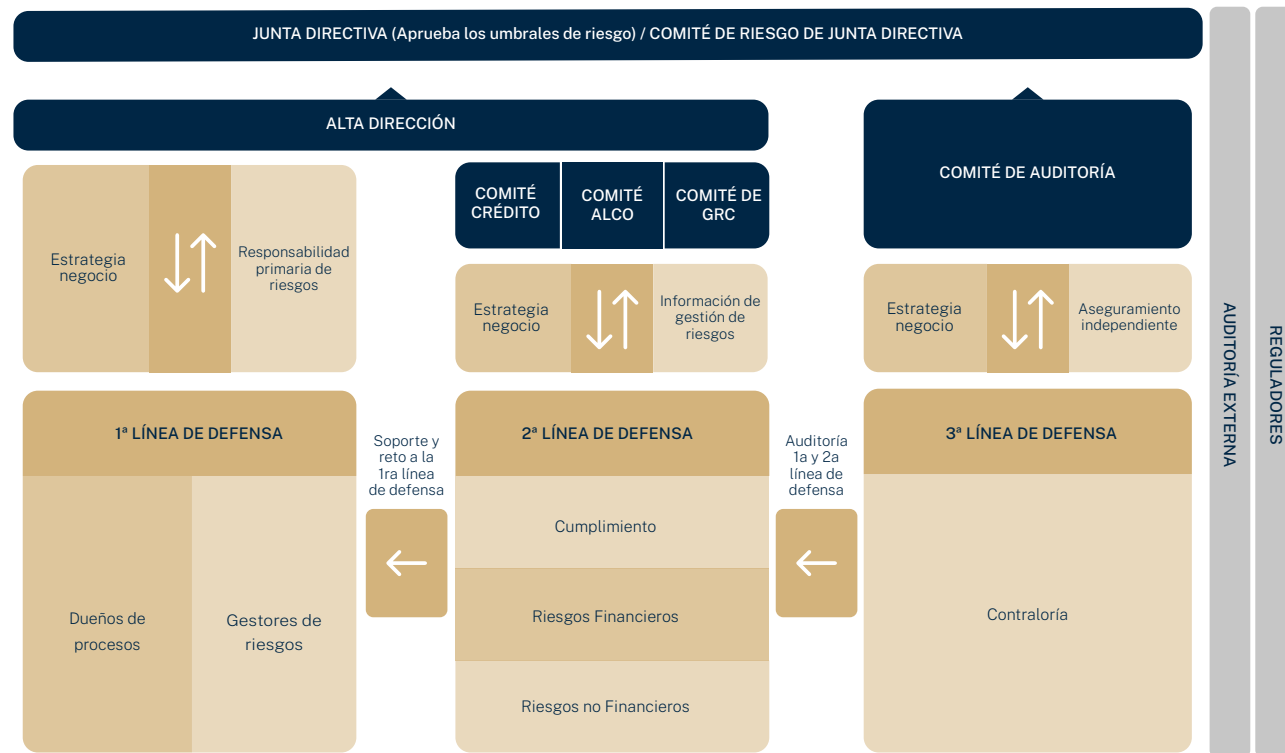 JUNTA DIRECTIVA (Aprueba los umbrales de riesgo) / COMITÉ DE RIESGO DE JUNTA DIRECTIVA
ALTA DIRECCIÓN
Estrategia
negocio
Responsabilidad
primaria de
riesgos
COMITÉ
CRÉDITO
COMITÉ
ALCO
COMITÉ DE
GRC
Estrategia
negocio
Información de
gestión de
riesgos
COMITÉ DE AUDITORÍA
Estrategia
negocio
Aseguramiento
independiente
1ª LÍNEA DE DEFENSA
Dueños de
procesos
Gestores de
riesgos
Soporte y
reto a la
1ra línea
de defensa
2ª LÍNEA DE DEFENSA
Cumplimiento
Riesgos Financieros
Riesgos no Financieros
Auditoría
1a y 2a
línea de
defensa
3ª LÍNEA DE DEFENSA
Contraloría
AUDITORÍA EXTERNA
REGULADORES